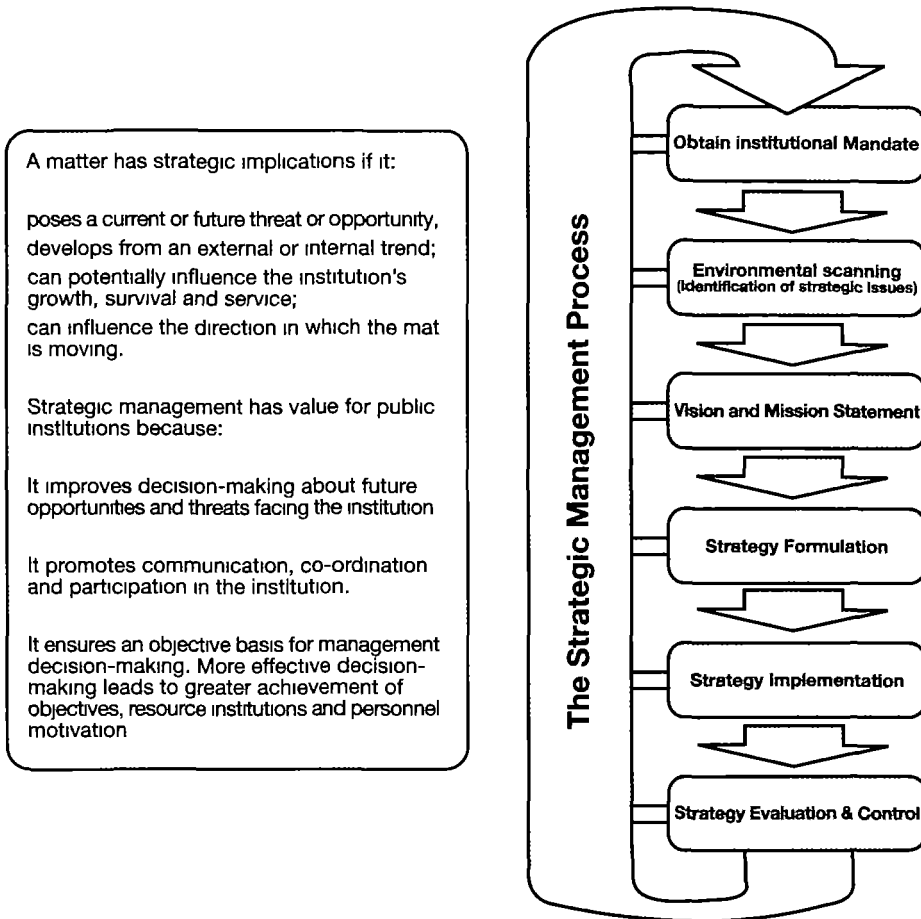 A matter has strategic implications if it:
poses a current or future threat or opportunity,
develops from an external or internal trend;
can potentially influence the institution's
growth, survival and service;
can influence the direction in which the mat
is moving.
Strategic management has value for public
institutions because:
It improves decision-making about future
opportunities and threats facing the institution
It promotes communication, co-ordination
and participation in the institution.
It ensures an objective basis for management
decision-making. More effective decision-
making leads to greater achievement of
objectives, resource institutions and personnel
motivation
The Strategic Management Process
Obtain institutional Mandate
Environmental scanning
(Identification of strategic Issues)
Vision and Mission Statement
Strategy Formulation
Strategy Implementation
Strategy Evaluation & Control